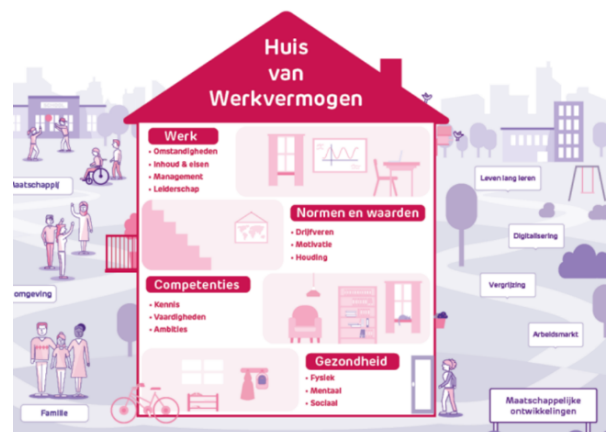 Huis
van
Werkvermogen
Werk
• Omstandigheden
• Inhoud & eisen
• Management
• Leiderschap
Normen en waarden
• Drijfveren
• Motivatie
• Houding
Competenties
• Kennis
• Vaardigheden
• Ambities
Gezondheid
• Fysiek
• Mentaal
• Sociaal
aatschappij
omgeving
Familie
Leven lang leren
Digitalisering
Vergrijzing
Arbeidsmarkt
Maatschappelijke
ontwikkelingen